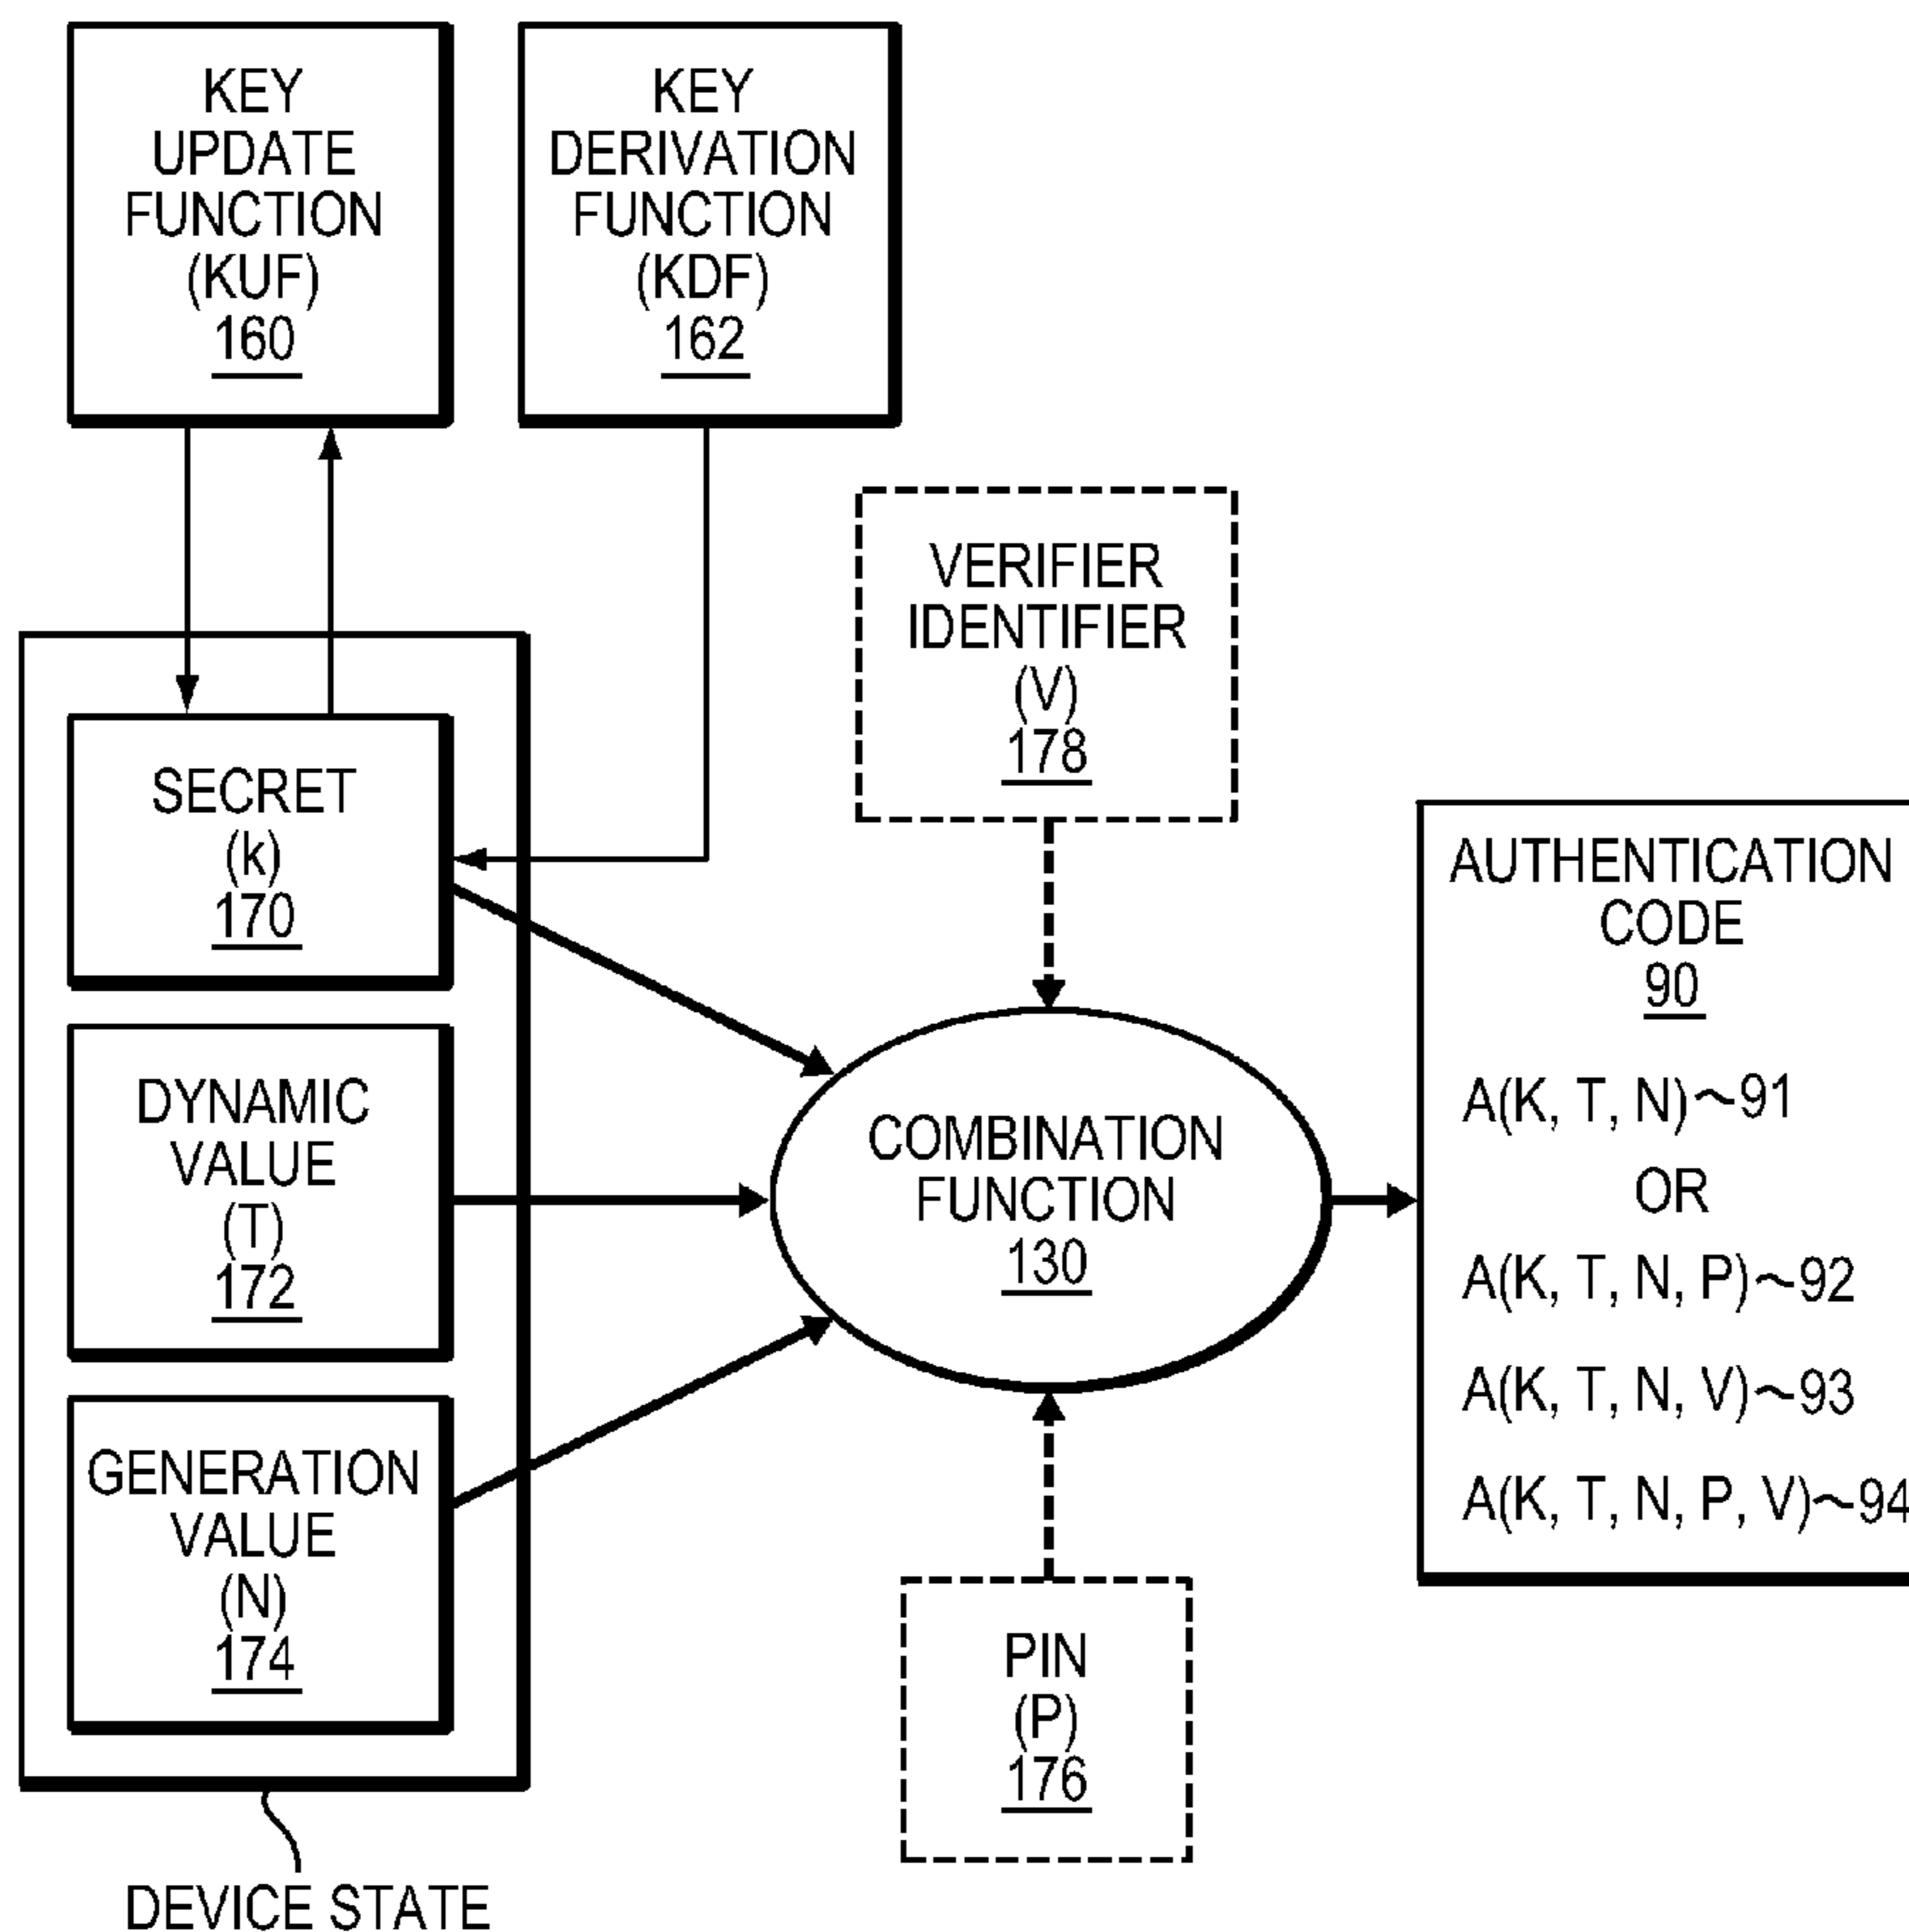 KEY
UPDATE
FUNCTION
(KUF)
160
KEY
DERIVATION
FUNCTION
(KDF)
162
VERIFIER
IDENTIFIER
(V)
178
SECRET
(k)
170
DYNAMIC
VALUE
(T)
172
GENERATION
VALUE
(N)
174
DEVICE STATE
COMBINATION
FUNCTION
130
PIN
(P)
176
AUTHENTICATION
CODE
90
A(K, T, N)~91
OR
A(K, T, N, P)~92
A(K, T, N, V)~93
A(K, T, N, P, V)~94